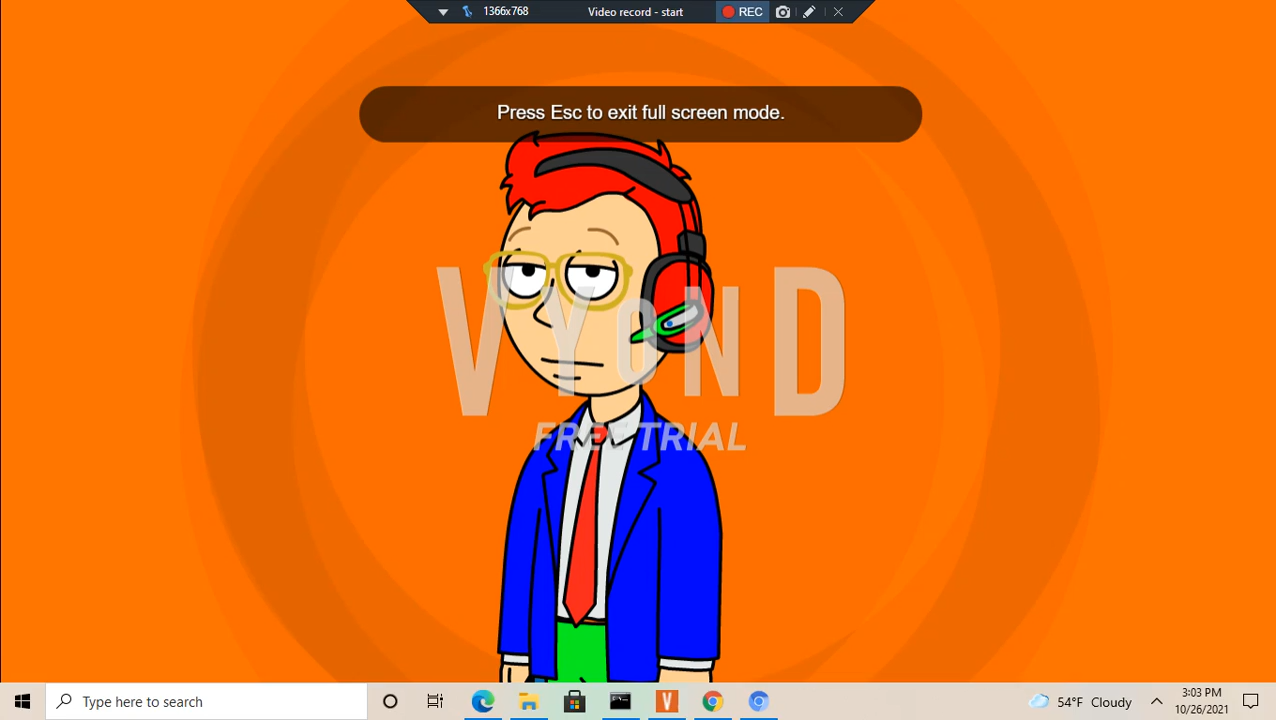 1366x768
Video record - start
REC
Press Esc to exit full screen mode.
VYOND
FREE TRIAL
Type here to search
V
54°F Cloudy
3:03 PM
10/26/2021